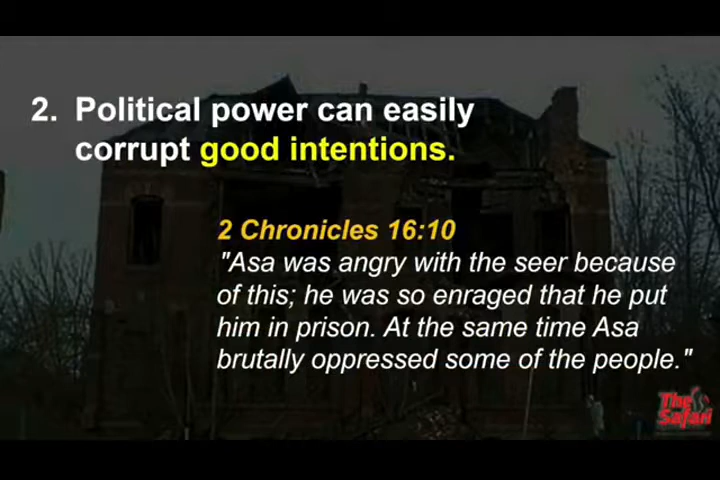 2. Political power can easily
corrupt good intentions.
2 Chronicles 16:10
"Asa was angry with the seer because
of this; he was so enraged that he put
him in prison. At the same time Asa
brutally oppressed some of the people."
The
Safari